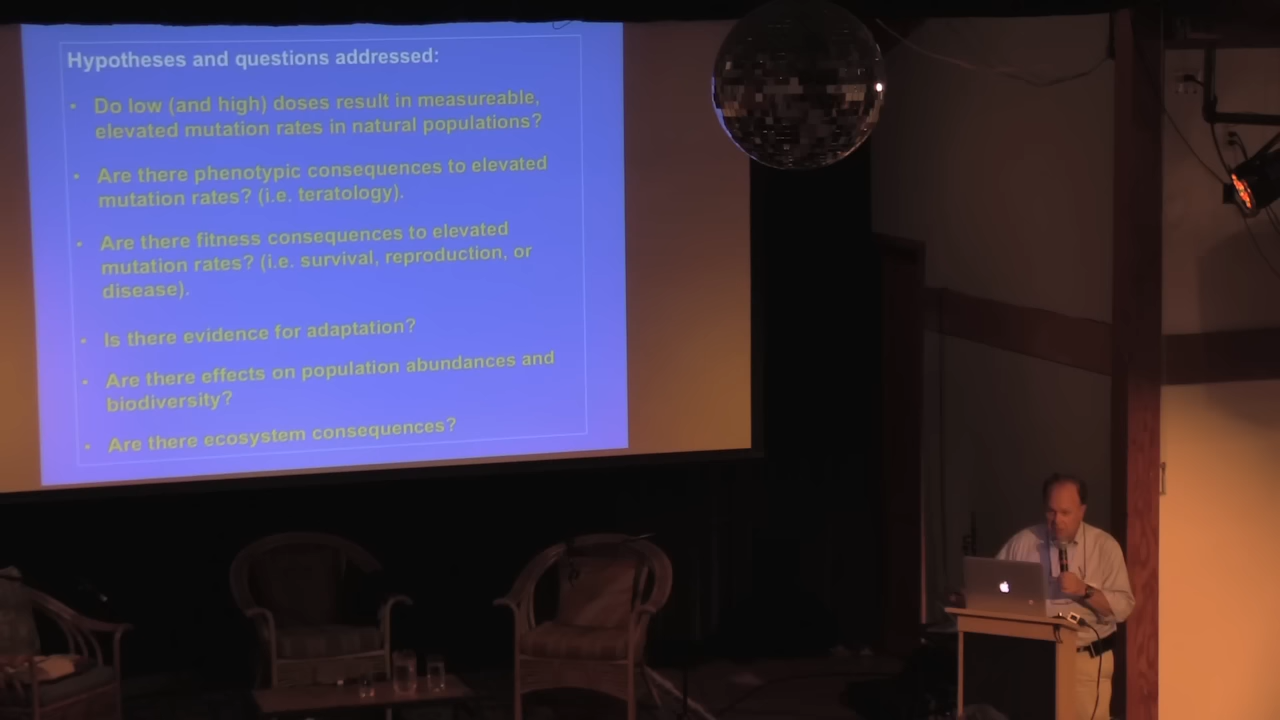 Hypotheses and questions addressed:
• Do low (and high) doses result in measureable,
elevated mutation rates in natural populations?
• Are there phenotypic consequences to elevated
mutation rates? (i.e. teratology).
• Are there fitness consequences to elevated
mutation rates? (i.e. survival, reproduction, or
disease).
• Is there evidence for adaptation?
• Are there effects on population abundances and
biodiversity?
• Are there ecosystem consequences?